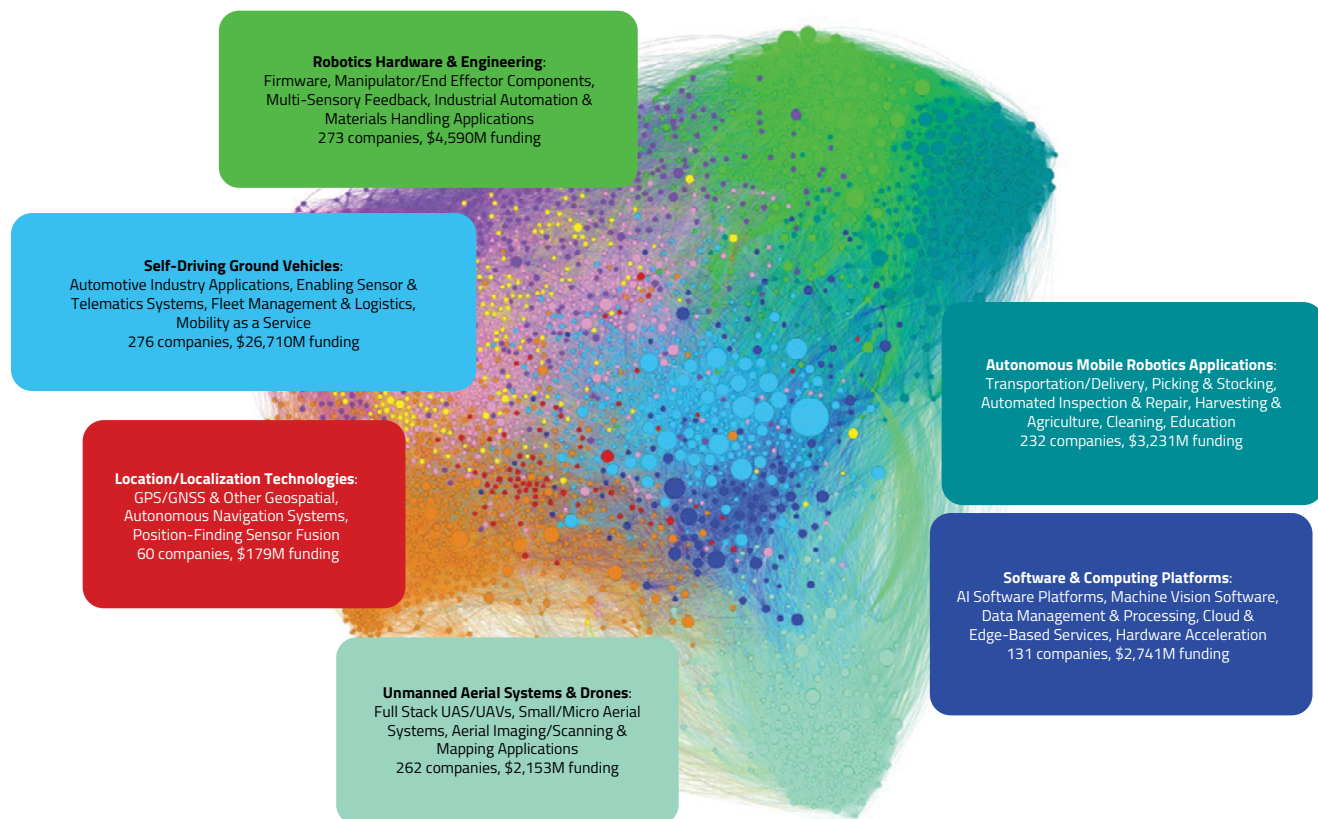 Robotics Hardware & Engineering:
Firmware, Manipulator/End Effector Components,
Multi-Sensory Feedback, Industrial Automation &
Materials Handling Applications
273 companies, $4,590M funding
Self-Driving Ground Vehicles:
Automotive Industry Applications, Enabling Sensor &
Telematics Systems, Fleet Management & Logistics,
Mobility as a Service
276 companies, $26,710M funding
Autonomous Mobile Robotics Applications:
Transportation/Delivery, Picking & Stocking,
Automated Inspection & Repair, Harvesting &
Agriculture, Cleaning, Education
232 companies, $3,231M funding
Location/Localization Technologies:
GPS/GNSS & Other Geospatial,
Autonomous Navigation Systems,
Position-Finding Sensor Fusion
60 companies, $179M funding
Software & Computing Platforms:
AI Software Platforms, Machine Vision Software,
Data Management & Processing, Cloud &
Edge-Based Services, Hardware Acceleration
131 companies, $2,741M funding
Unmanned Aerial Systems & Drones:
Full Stack UAS/UAVs, Small/Micro Aerial
Systems, Aerial Imaging/Scanning &
Mapping Applications
262 companies, $2,153M funding